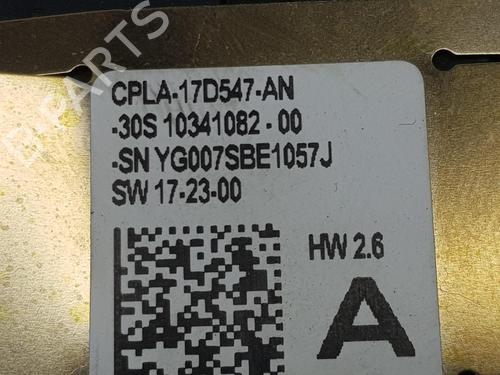 CPLA-17D547-AN
-30S 10341082 - 00
-SN YG007SBE1057J
SW 17-23-00
HW 2.6
A
B-PARTS